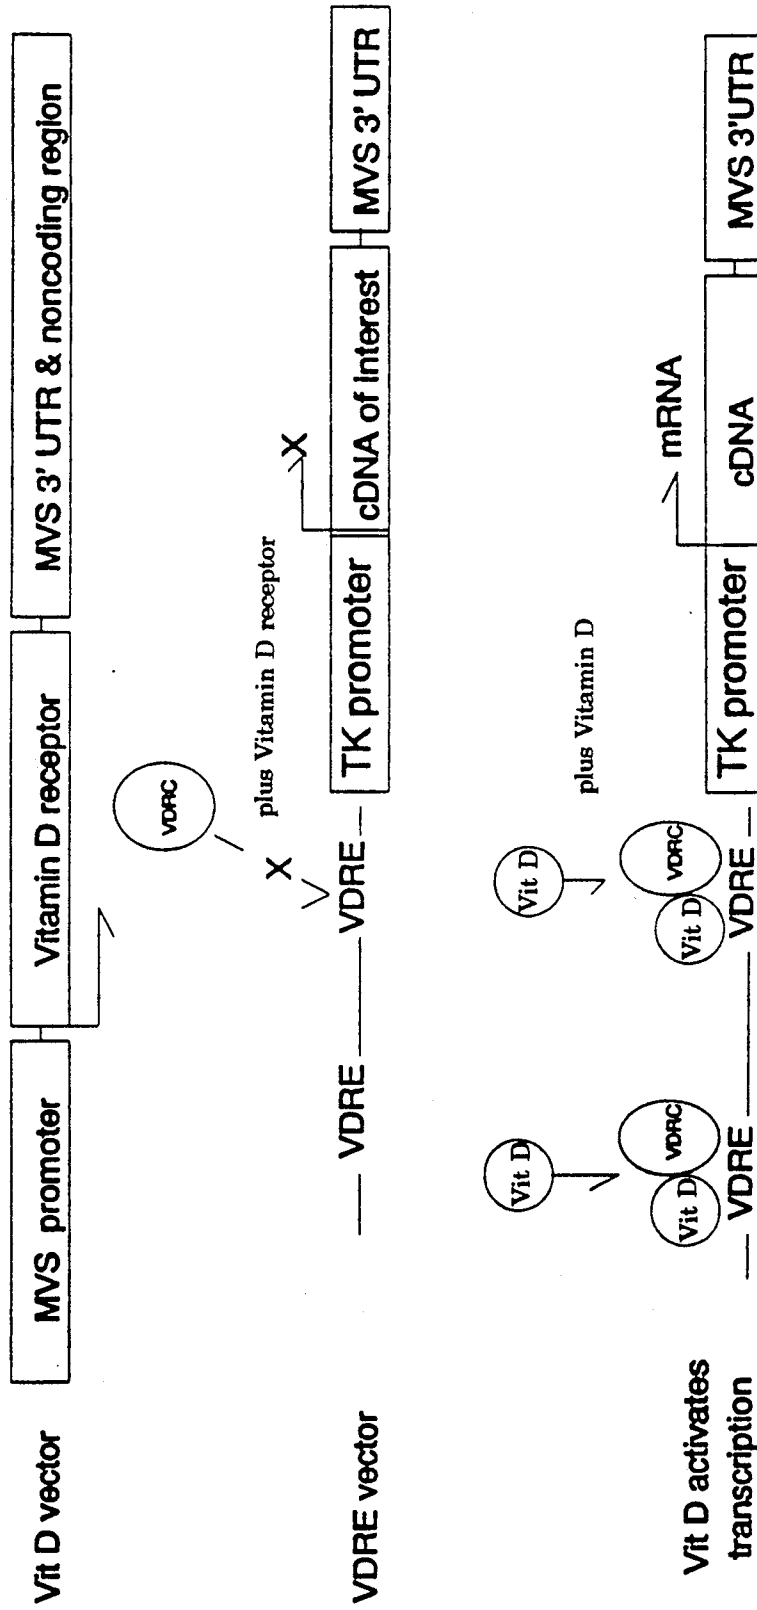 Vit D vector
MVS promoter
Vitamin D receptor
MVS 3' UTR & noncoding region
VDRC
X
plus Vitamin D receptor
X
VDRE vector
VDRE
VDRE
TK promoter
cDNA of Interest
MVS 3' UTR
plus Vitamin D
Vit D
Vit D
mRNA
Vit D
VDRC
Vit D
VDRC
Vit D activates
transcription
VDRE
VDRE
TK promoter
cDNA
MVS 3'UTR